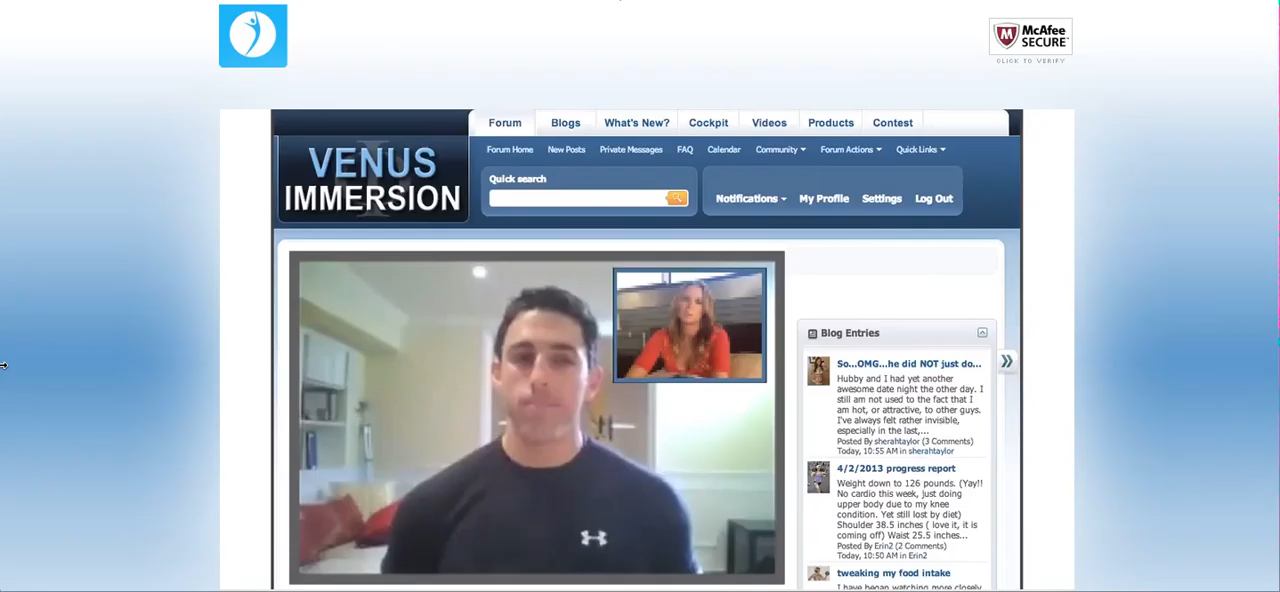 McAfee
SECURE™
CLICK TO VERIFY
Forum Blogs What's New? Cockpit Videos Products Contest
Forum Home New Posts Private Messages FAQ Calendar Community Forum Actions Quick Links
VENUS
IMMERSION
Quick search
Notifications My Profile Settings Log Out
Blog Entries
So...OMG...he did NOT just do...
Hubby and I had yet another
awesome date night the other day. I
still am not used to the fact that I
am hot, or attractive, to other guys.
I've always felt rather invisible,
especially in the last,...
Posted By sherahtaylor (3 Comments)
Today, 10:55 AM in sherahtaylor
4/2/2013 progress report
Weight down to 126 pounds. (Yay!!
No cardio this week, just doing
upper body due to my knee
condition. Yet still lost by diet)
Shoulder 38.5 inches ( love it, it is
coming off) Waist 25.5 inches...
Posted By Erin2 (2 Comments)
Today, 10:50 AM in Erin2
tweaking my food intake
I have began watching more closely